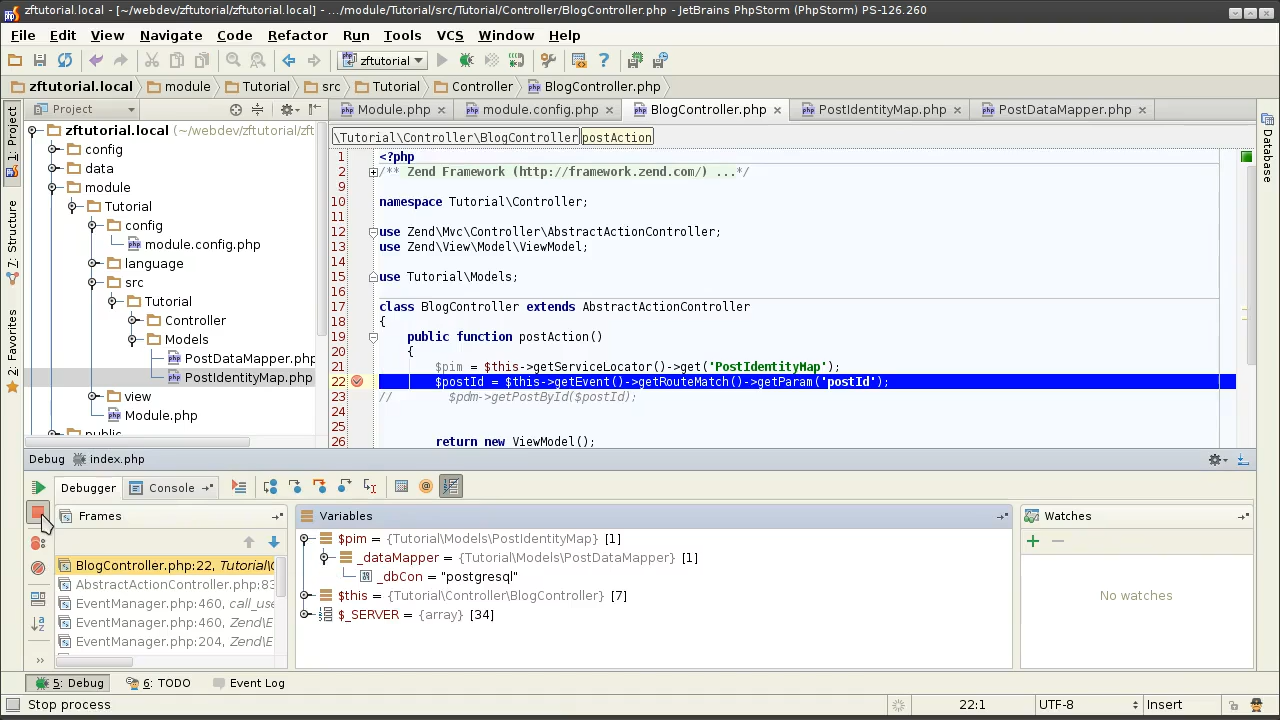 zftutorial.local - [~/webdev/zftutorial/zftutorial.local] - .../module/Tutorial/src/Tutorial/Controller/BlogController.php - JetBrains PhpStorm (PhpStorm) PS-126.260
File Edit View Navigate Code Refactor Run Tools VCS Window Help
zftutorial
zftutorial.local module Tutorial src Tutorial Controller BlogController.php
Project
Module.php module.config.php BlogController.php PostIdentityMap.php PostDataMapper.php
1: Project
7: Structure
2: Favorites
Database
zftutorial.local (~/webdev/zftutorial/zft
config
data
module
Tutorial
config
module.config.php
language
src
Tutorial
Controller
Models
PostDataMapper.php
PostIdentityMap.php
view
Module.php
public
\Tutorial\Controller\BlogController postAction
1 <?php
2 /** Zend Framework (http://framework.zend.com/) ...*/
9
10 namespace Tutorial\Controller;
11
12 use Zend\Mvc\Controller\AbstractActionController;
13 use Zend\View\Model\ViewModel;
14
15 use Tutorial\Models;
16
17 class BlogController extends AbstractActionController
18 {
19 public function postAction()
20 {
21 $pim = $this->getServiceLocator()->get('PostIdentityMap');
22 $postId = $this->getEvent()->getRouteMatch()->getParam('postId');
23 // $pdm->getPostById($postId);
24
25
26 return new ViewModel();
Debug index.php
Debugger Console
Frames
BlogController.php:22, Tutorial\C
AbstractActionController.php:83
EventManager.php:460, call_use
EventManager.php:460, Zend\E
EventManager.php:204, Zend\E
Variables
$pim = {Tutorial\Models\PostIdentityMap} [1]
_dataMapper = {Tutorial\Models\PostDataMapper} [1]
_dbCon = "postgresql"
$this = {Tutorial\Controller\BlogController} [7]
$_SERVER = {array} [34]
Watches
No watches
5: Debug 6: TODO Event Log
Stop process 22:1 UTF-8 Insert